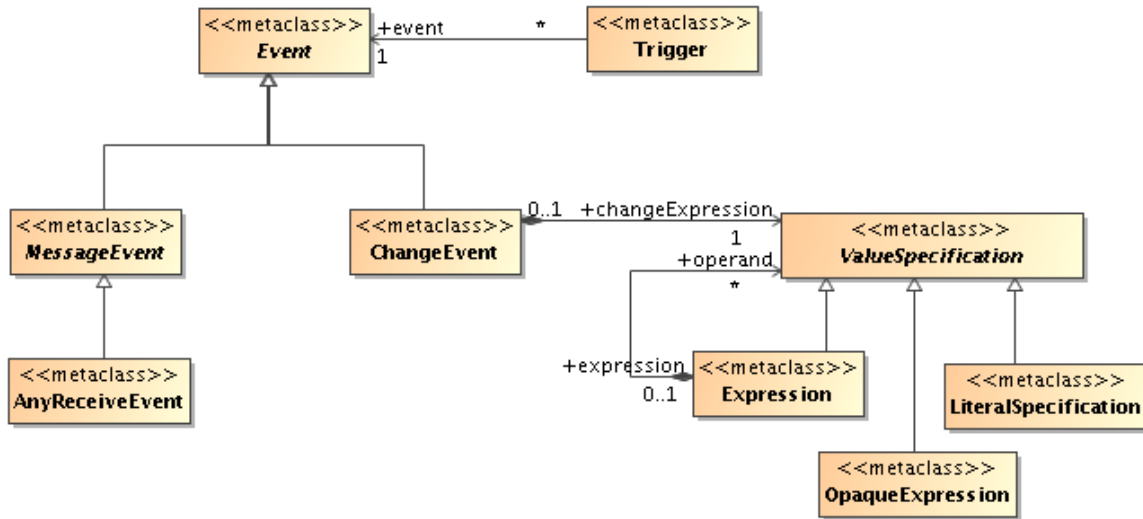 <<metaclass>>
Event
+event
*
1
<<metaclass>>
Trigger
<<metaclass>>
MessageEvent
<<metaclass>>
ChangeEvent
0..1
+changeExpression
1
<<metaclass>>
ValueSpecification
+operand
*
<<metaclass>>
AnyReceiveEvent
+expression
0..1
<<metaclass>>
Expression
<<metaclass>>
LiteralSpecification
<<metaclass>>
OpaqueExpression